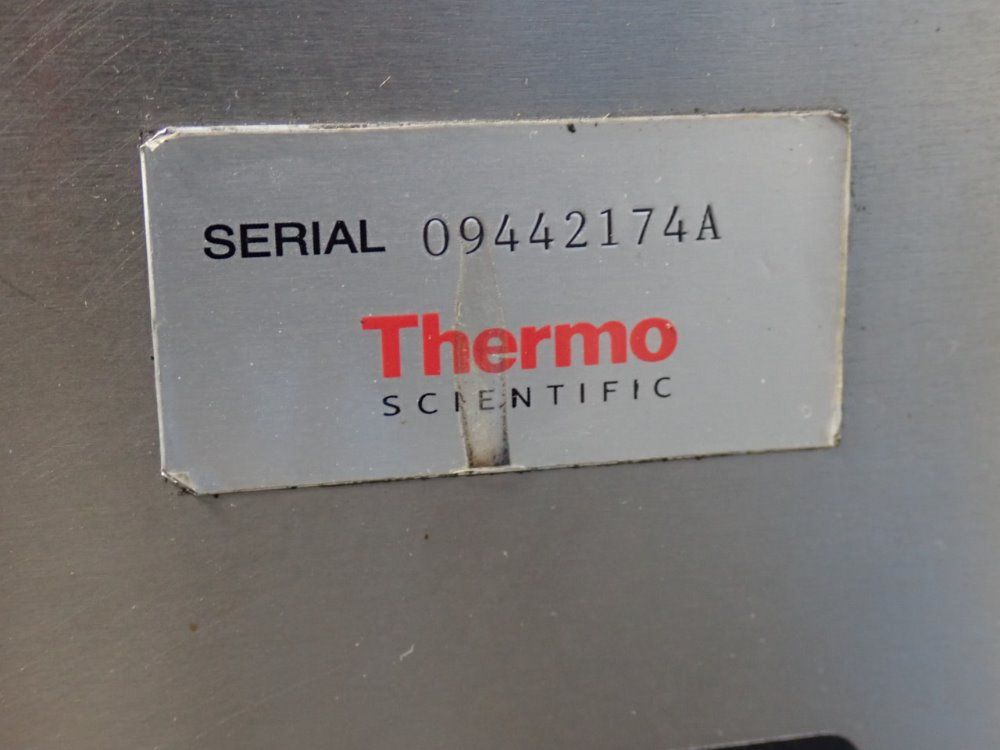 SERIAL 09442174A
Thermo
SCIENTIFIC